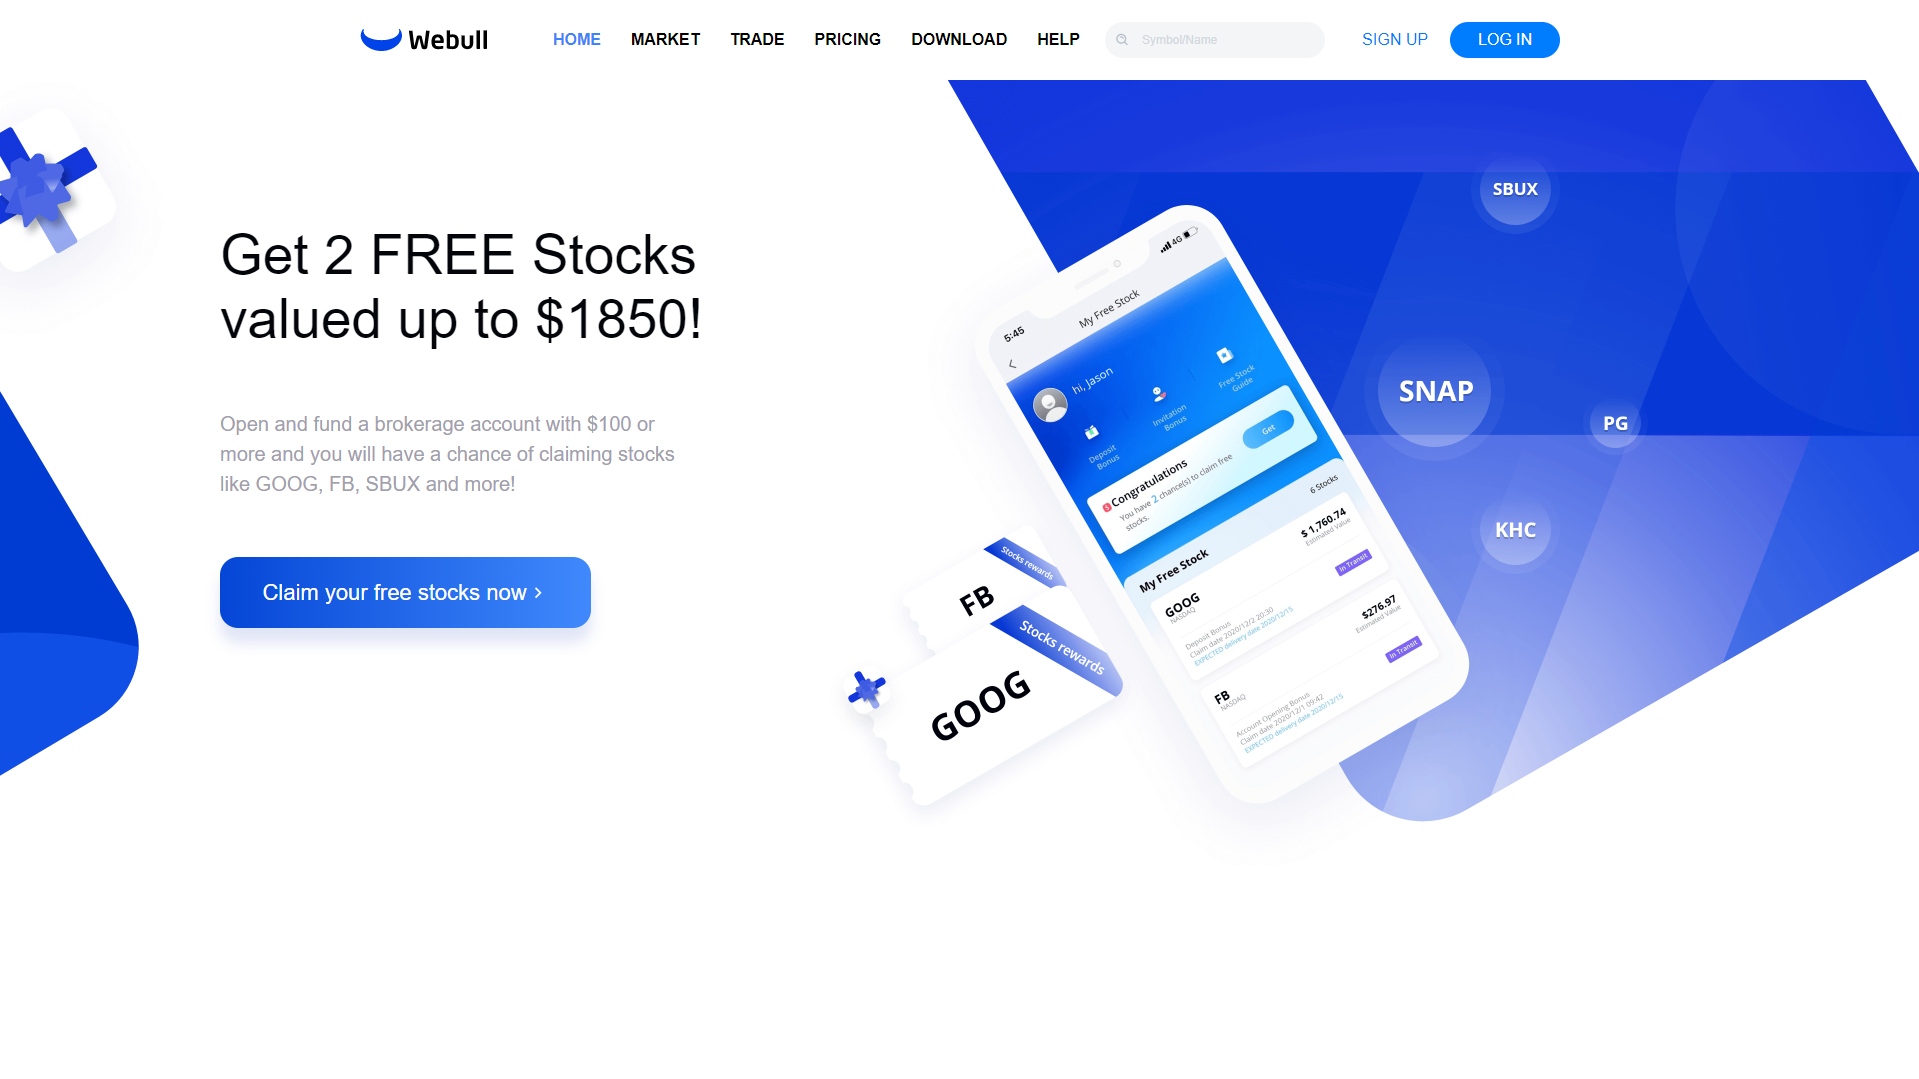 Webull
HOME
MARKET
TRADE
PRICING
DOWNLOAD
HELP
Symbol/Name
SIGN UP
LOG IN
Get 2 FREE Stocks
valued up to $1850!
Open and fund a brokerage account with $100 or
more and you will have a chance of claiming stocks
like GOOG, FB, SBUX and more!
Claim your free stocks now >
5:45
4G
My Free Stock
hi, Jason
Deposit
Bonus
Invitation
Bonus
Free Stock
Guide
Congratulations
You have 2 chance(s) to claim free
stocks.
Get
My Free Stock
6 Stocks
GOOG
NASDAQ
$ 1,760.74
Estimated Value
Deposit Bonus
Claim date 2020/12/2 20:30
EXPECTED delivery date 2020/12/15
In Transit
FB
NASDAQ
$276.97
Estimated Value
Account Opening Bonus
Claim date 2020/12/1 09:42
EXPECTED delivery date 2020/12/15
In Transit
Stocks rewards
FB
Stocks rewards
GOOG
SBUX
SNAP
PG
KHC